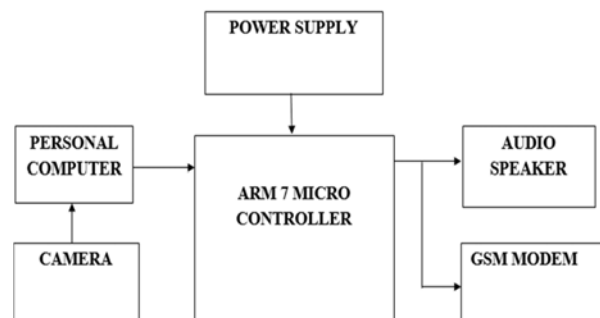 POWER SUPPLY
PERSONAL
COMPUTER
ARM 7 MICRO
CONTROLLER
AUDIO
SPEAKER
CAMERA
GSM MODEM